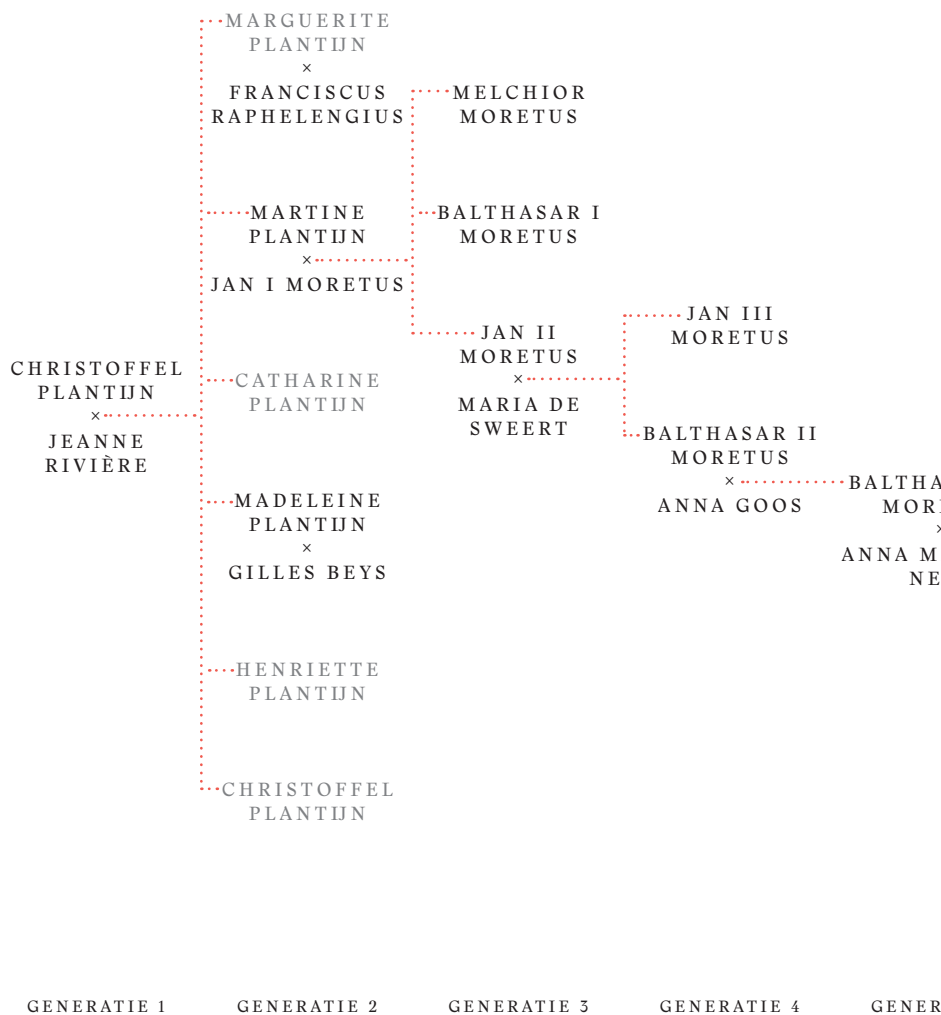 MARGUERITE
PLANTIJN
×
FRANCISCUS
RAPHELENGIUS
MELCHIOR
MORETUS
MARTINE
PLANTIJN
×
JAN I MORETUS
BALTHASAR I
MORETUS
JAN II
MORETUS
×
MARIA DE
SWEERT
JAN III
MORETUS
CHRISTOFFEL
PLANTIJN
×
JEANNE
RIVIÈRE
CATHARINE
PLANTIJN
BALTHASAR II
MORETUS
×
ANNA GOOS
MADELEINE
PLANTIJN
×
GILLES BEYS
ANNA
HENRIETTE
PLANTIJN
CHRISTOFFEL
PLANTIJN
GENERATIE 1
GENERATIE 2
GENERATIE 3
GENERATIE 4